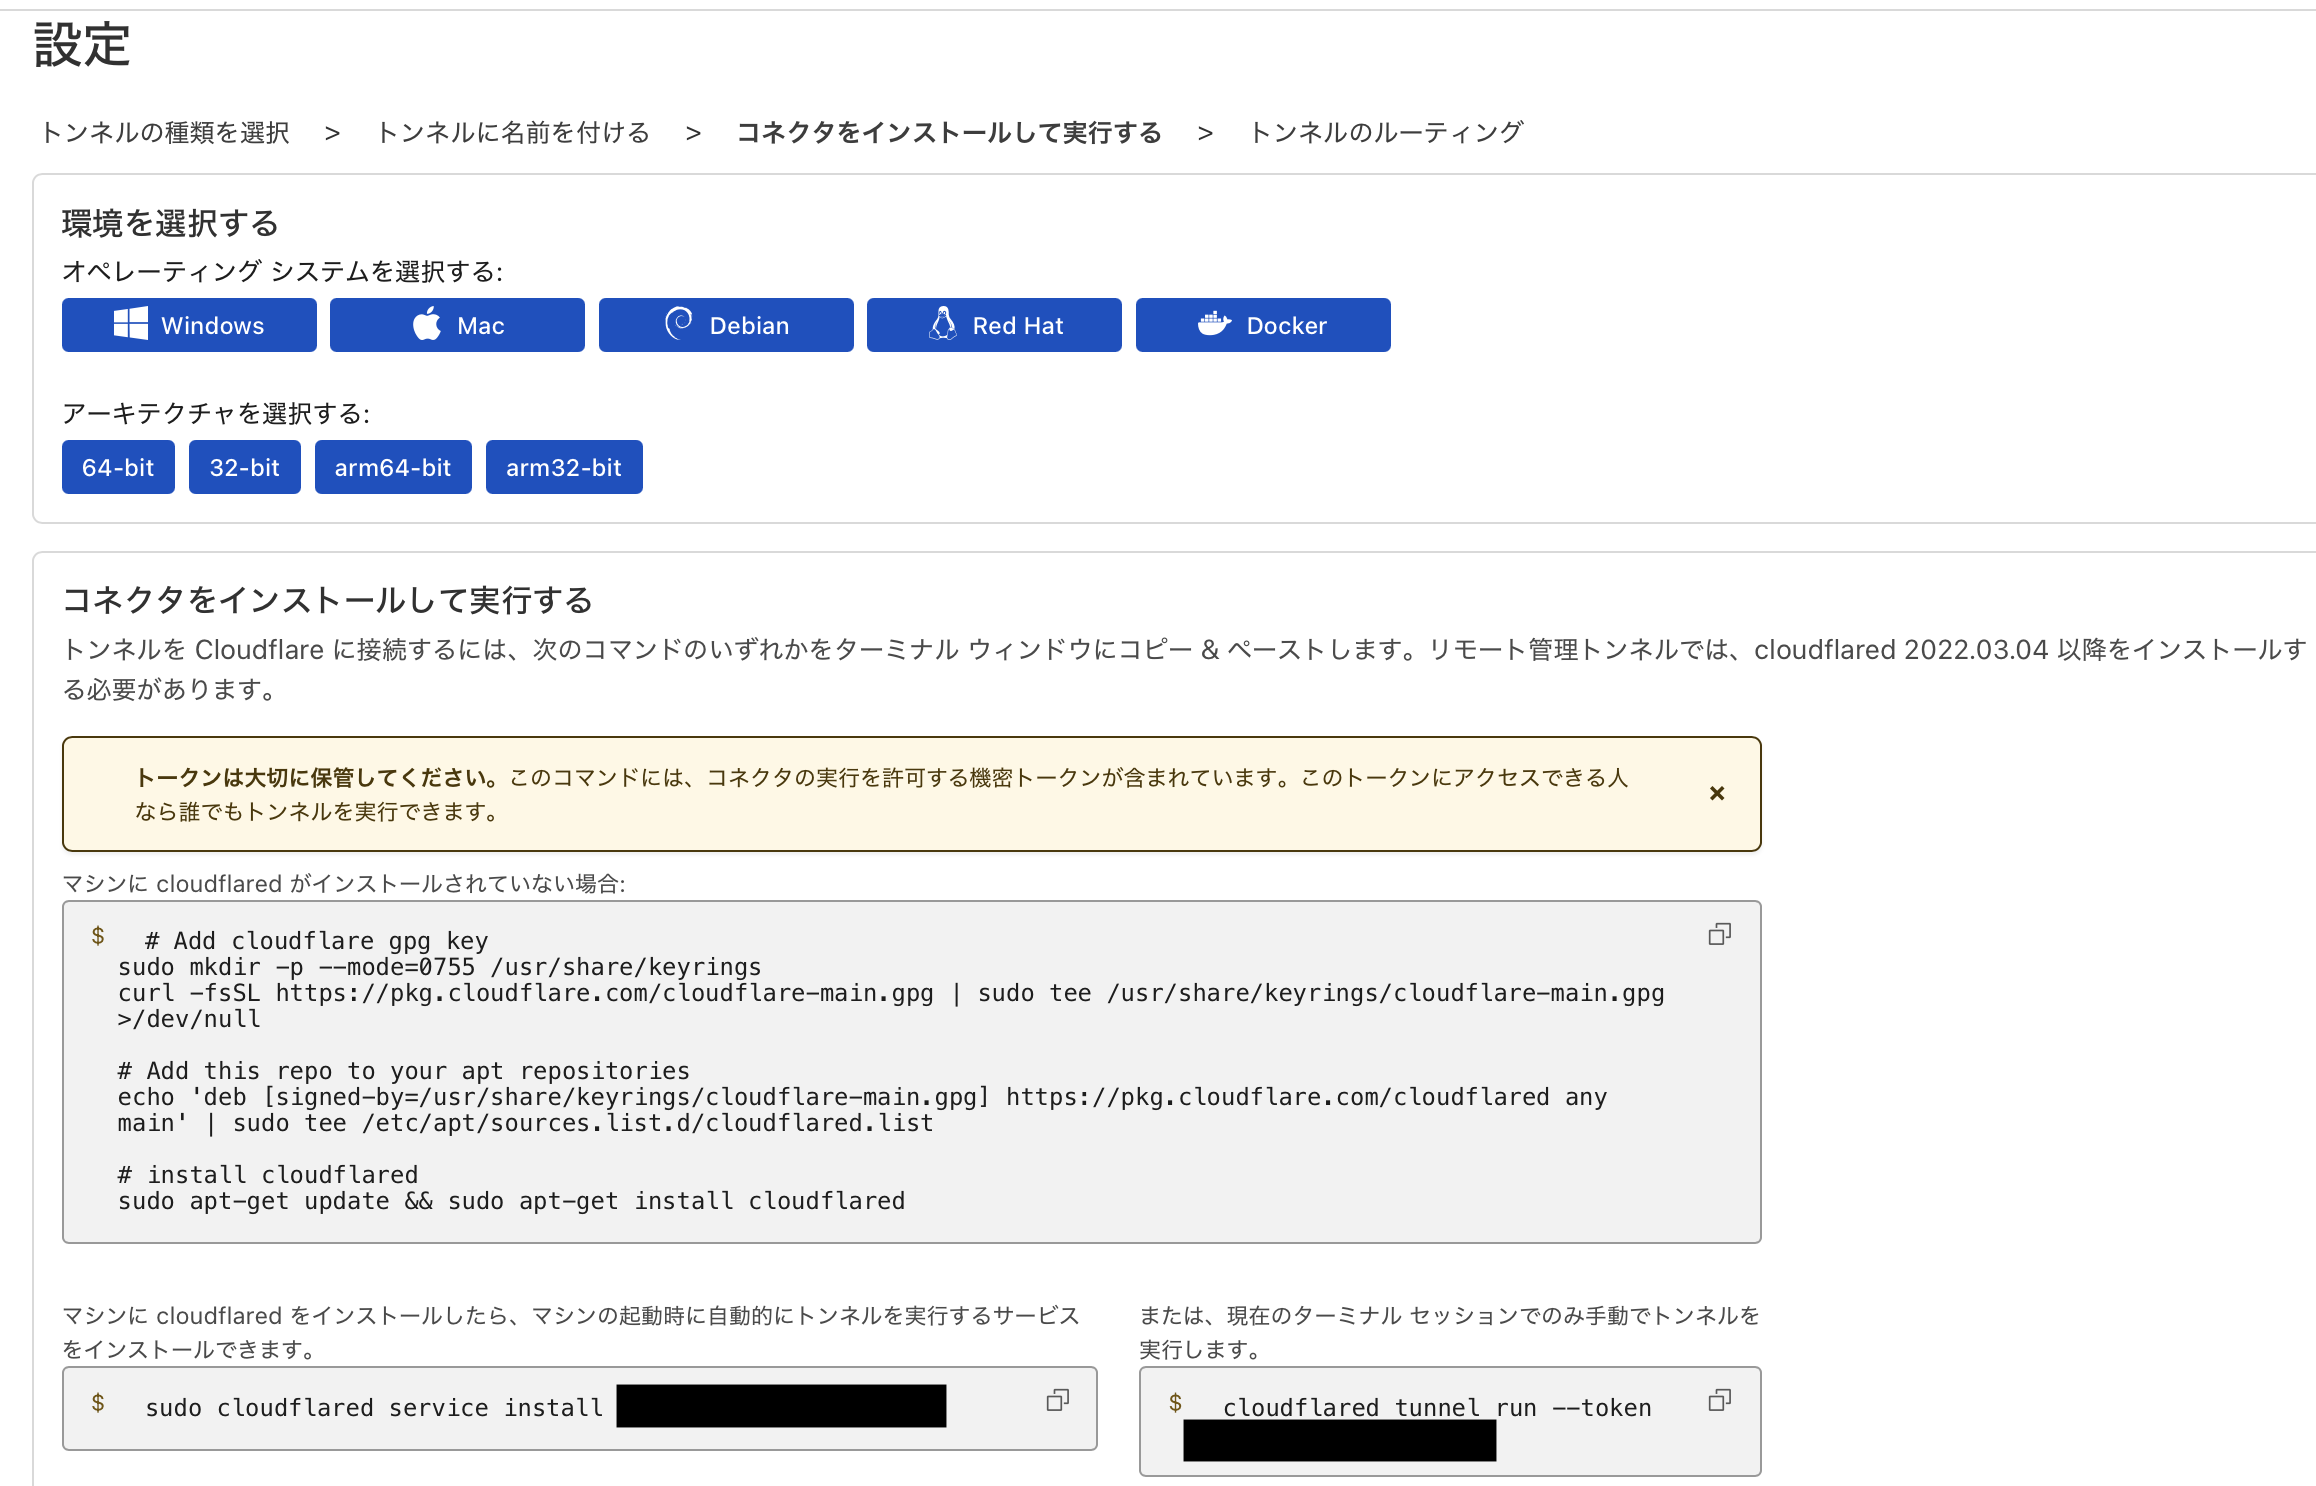 設定
トンネルの種類を選択 > トンネルに名前を付ける > コネクタをインストールして実行する > トンネルのルーティング
環境を選択する
オペレーティング システムを選択する:
Windows Mac Debian Red Hat Docker
アーキテクチャを選択する:
64-bit 32-bit arm64-bit arm32-bit
コネクタをインストールして実行する
トンネルを Cloudflare に接続するには、次のコマンドのいずれかをターミナル ウィンドウにコピー & ペーストします。リモート管理トンネルでは、cloudflared 2022.03.04 以降をインストールす
る必要があります。
トークンは大切に保管してください。このコマンドには、コネクタの実行を許可する機密トークンが含まれています。このトークンにアクセスできる人
なら誰でもトンネルを実行できます。
×
マシンに cloudflared がインストールされていない場合:
$ # Add cloudflare gpg key
sudo mkdir -p --mode=0755 /usr/share/keyrings
curl -fsSL https://pkg.cloudflare.com/cloudflare-main.gpg | sudo tee /usr/share/keyrings/cloudflare-main.gpg
>/dev/null
# Add this repo to your apt repositories
echo 'deb [signed-by=/usr/share/keyrings/cloudflare-main.gpg] https://pkg.cloudflare.com/cloudflared any
main' | sudo tee /etc/apt/sources.list.d/cloudflared.list
# install cloudflared
sudo apt-get update && sudo apt-get install cloudflared
マシンに cloudflared をインストールしたら、マシンの起動時に自動的にトンネルを実行するサービス
をインストールできます。
$ sudo cloudflared service install
または、現在のターミナル セッションでのみ手動でトンネルを
実行します。
$ cloudflared tunnel run --token